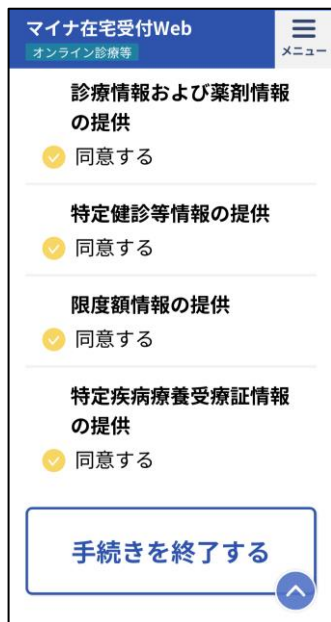 マイナ在宅受付Web
オンライン診療等
メニュー
診療情報および薬剤情報
の提供
同意する
特定健診等情報の提供
同意する
限度額情報の提供
同意する
特定疾病療養受療証情報
の提供
同意する
手続きを終了する